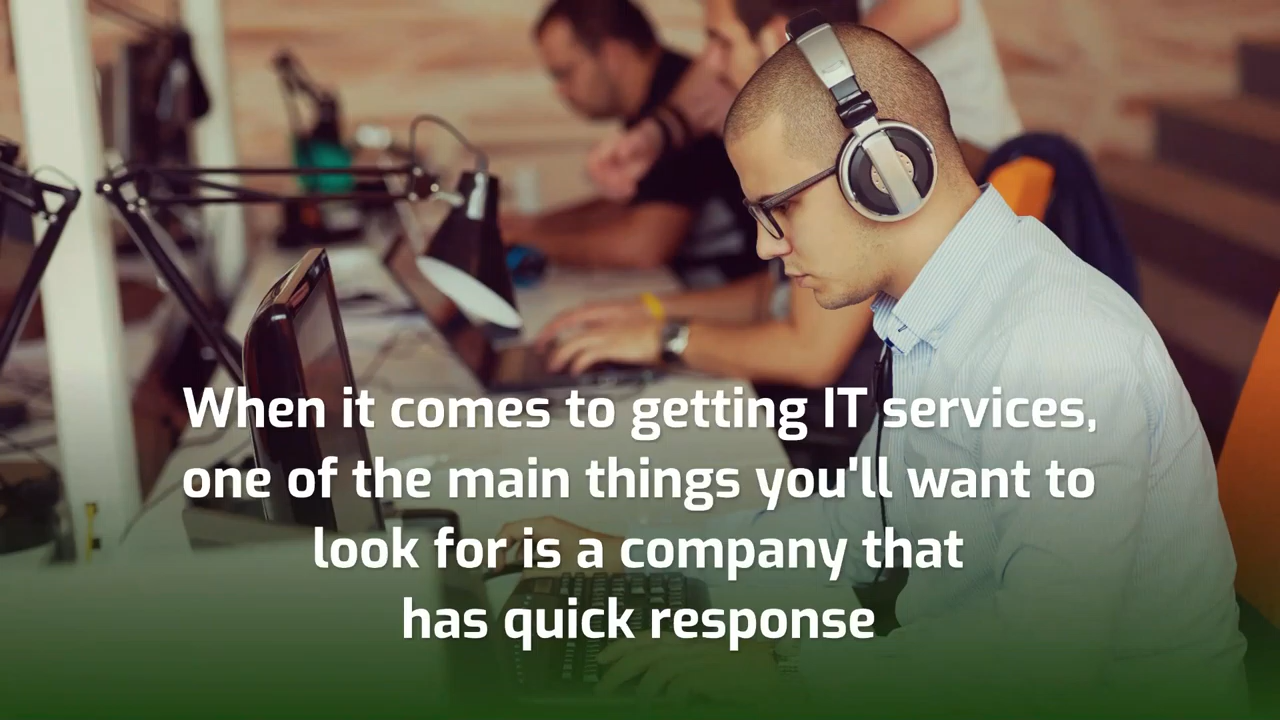 When it comes to getting IT services,
one of the main things you'll want to
look for is a company that
has quick response